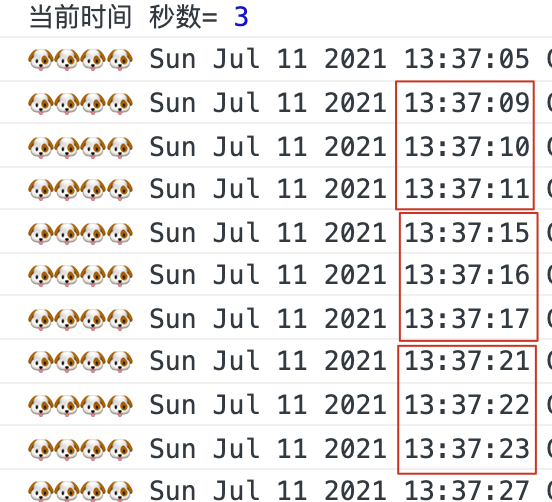 当前时间 秒数= 3
🐶🐶🐶🐶 Sun Jul 11 2021 13:37:05
🐶🐶🐶🐶 Sun Jul 11 2021 13:37:09
🐶🐶🐶🐶 Sun Jul 11 2021 13:37:10
🐶🐶🐶🐶 Sun Jul 11 2021 13:37:11
🐶🐶🐶🐶 Sun Jul 11 2021 13:37:15
🐶🐶🐶🐶 Sun Jul 11 2021 13:37:16
🐶🐶🐶🐶 Sun Jul 11 2021 13:37:17
🐶🐶🐶🐶 Sun Jul 11 2021 13:37:21
🐶🐶🐶🐶 Sun Jul 11 2021 13:37:22
🐶🐶🐶🐶 Sun Jul 11 2021 13:37:23
🐶🐶🐶🐶 Sun Jul 11 2021 13:37:27